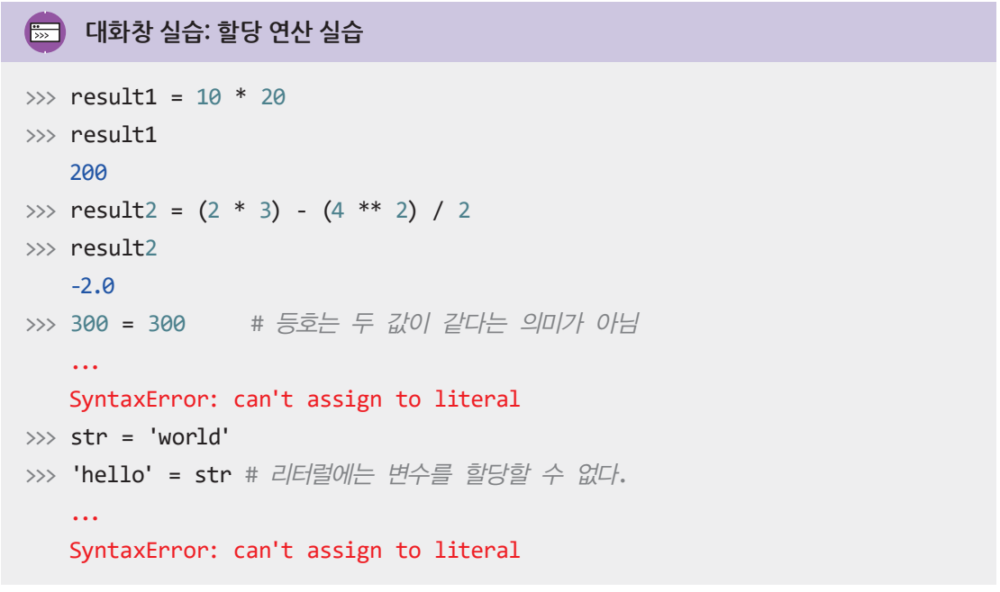 >>>
대화창 실습: 할당 연산 실습
>>> result1 = 10 * 20
>>> result1
200
>>> result2 = (2 * 3) - (4 ** 2) / 2
>>> result2
-2.0
>>> 300 = 300 # 등호는 두 값이 같다는 의미가 아님
...
SyntaxError: can't assign to literal
>>> str = 'world'
>>> 'hello' = str # 리터럴에는 변수를 할당할 수 없다.
...
SyntaxError: can't assign to literal